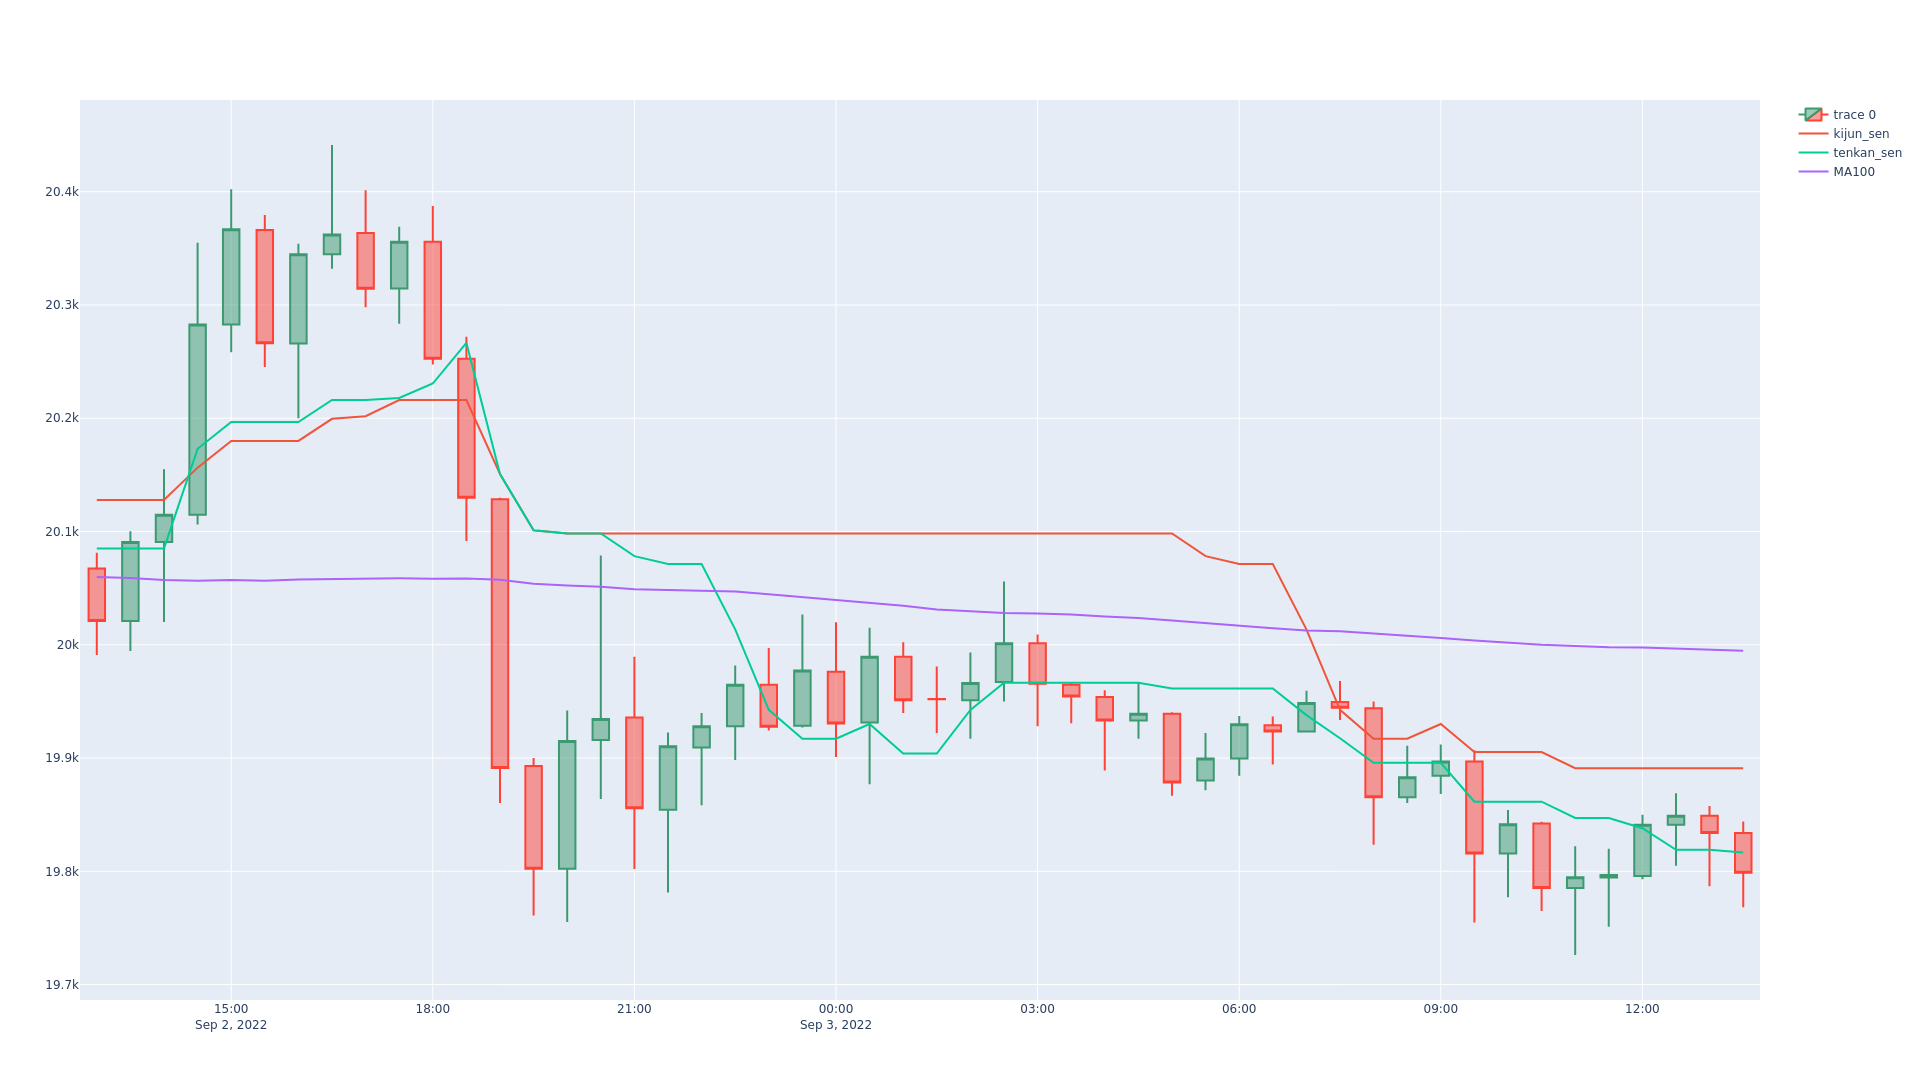 trace 0
kijun_sen
tenkan_sen
MA100
20.4k
20.3k
20.2k
20.1k
20k
19.9k
19.8k
19.7k
15:00 18:00 21:00 00:00 03:00 06:00 09:00 12:00
Sep 2, 2022 Sep 3, 2022